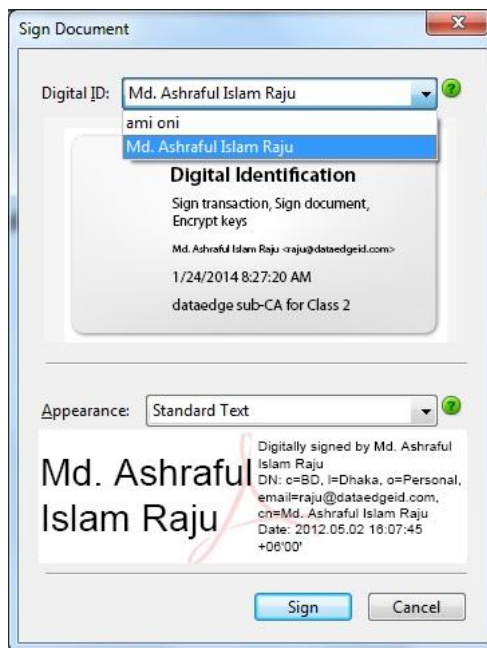 Sign Document
Digital ID: Md. Ashraful Islam Raju
ami oni
Md. Ashraful Islam Raju
Digital Identification
Sign transaction, Sign document,
Encrypt keys
Md. Ashraful Islam Raju <raju@dataedgeid.com>
1/24/2014 8:27:20 AM
dataedge sub-CA for Class 2
Appearance: Standard Text
Md. Ashraful
Islam Raju
Digitally signed by Md. Ashraful
Islam Raju
DN: c=BD, l=Dhaka, o=Personal,
email=raju@dataedgeid.com,
cn=Md. Ashraful Islam Raju
Date: 2012.05.02 16:07:45
+06'00'
Sign
Cancel